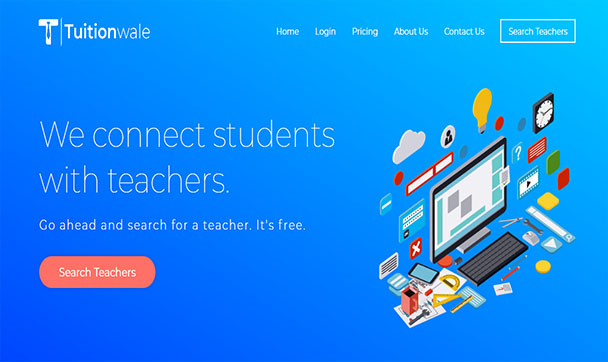 Tuitionwale
Home Login Pricing About Us Contact Us Search Teachers
We connect students
with teachers.
Go ahead and search for a teacher. It's free.
Search Teachers